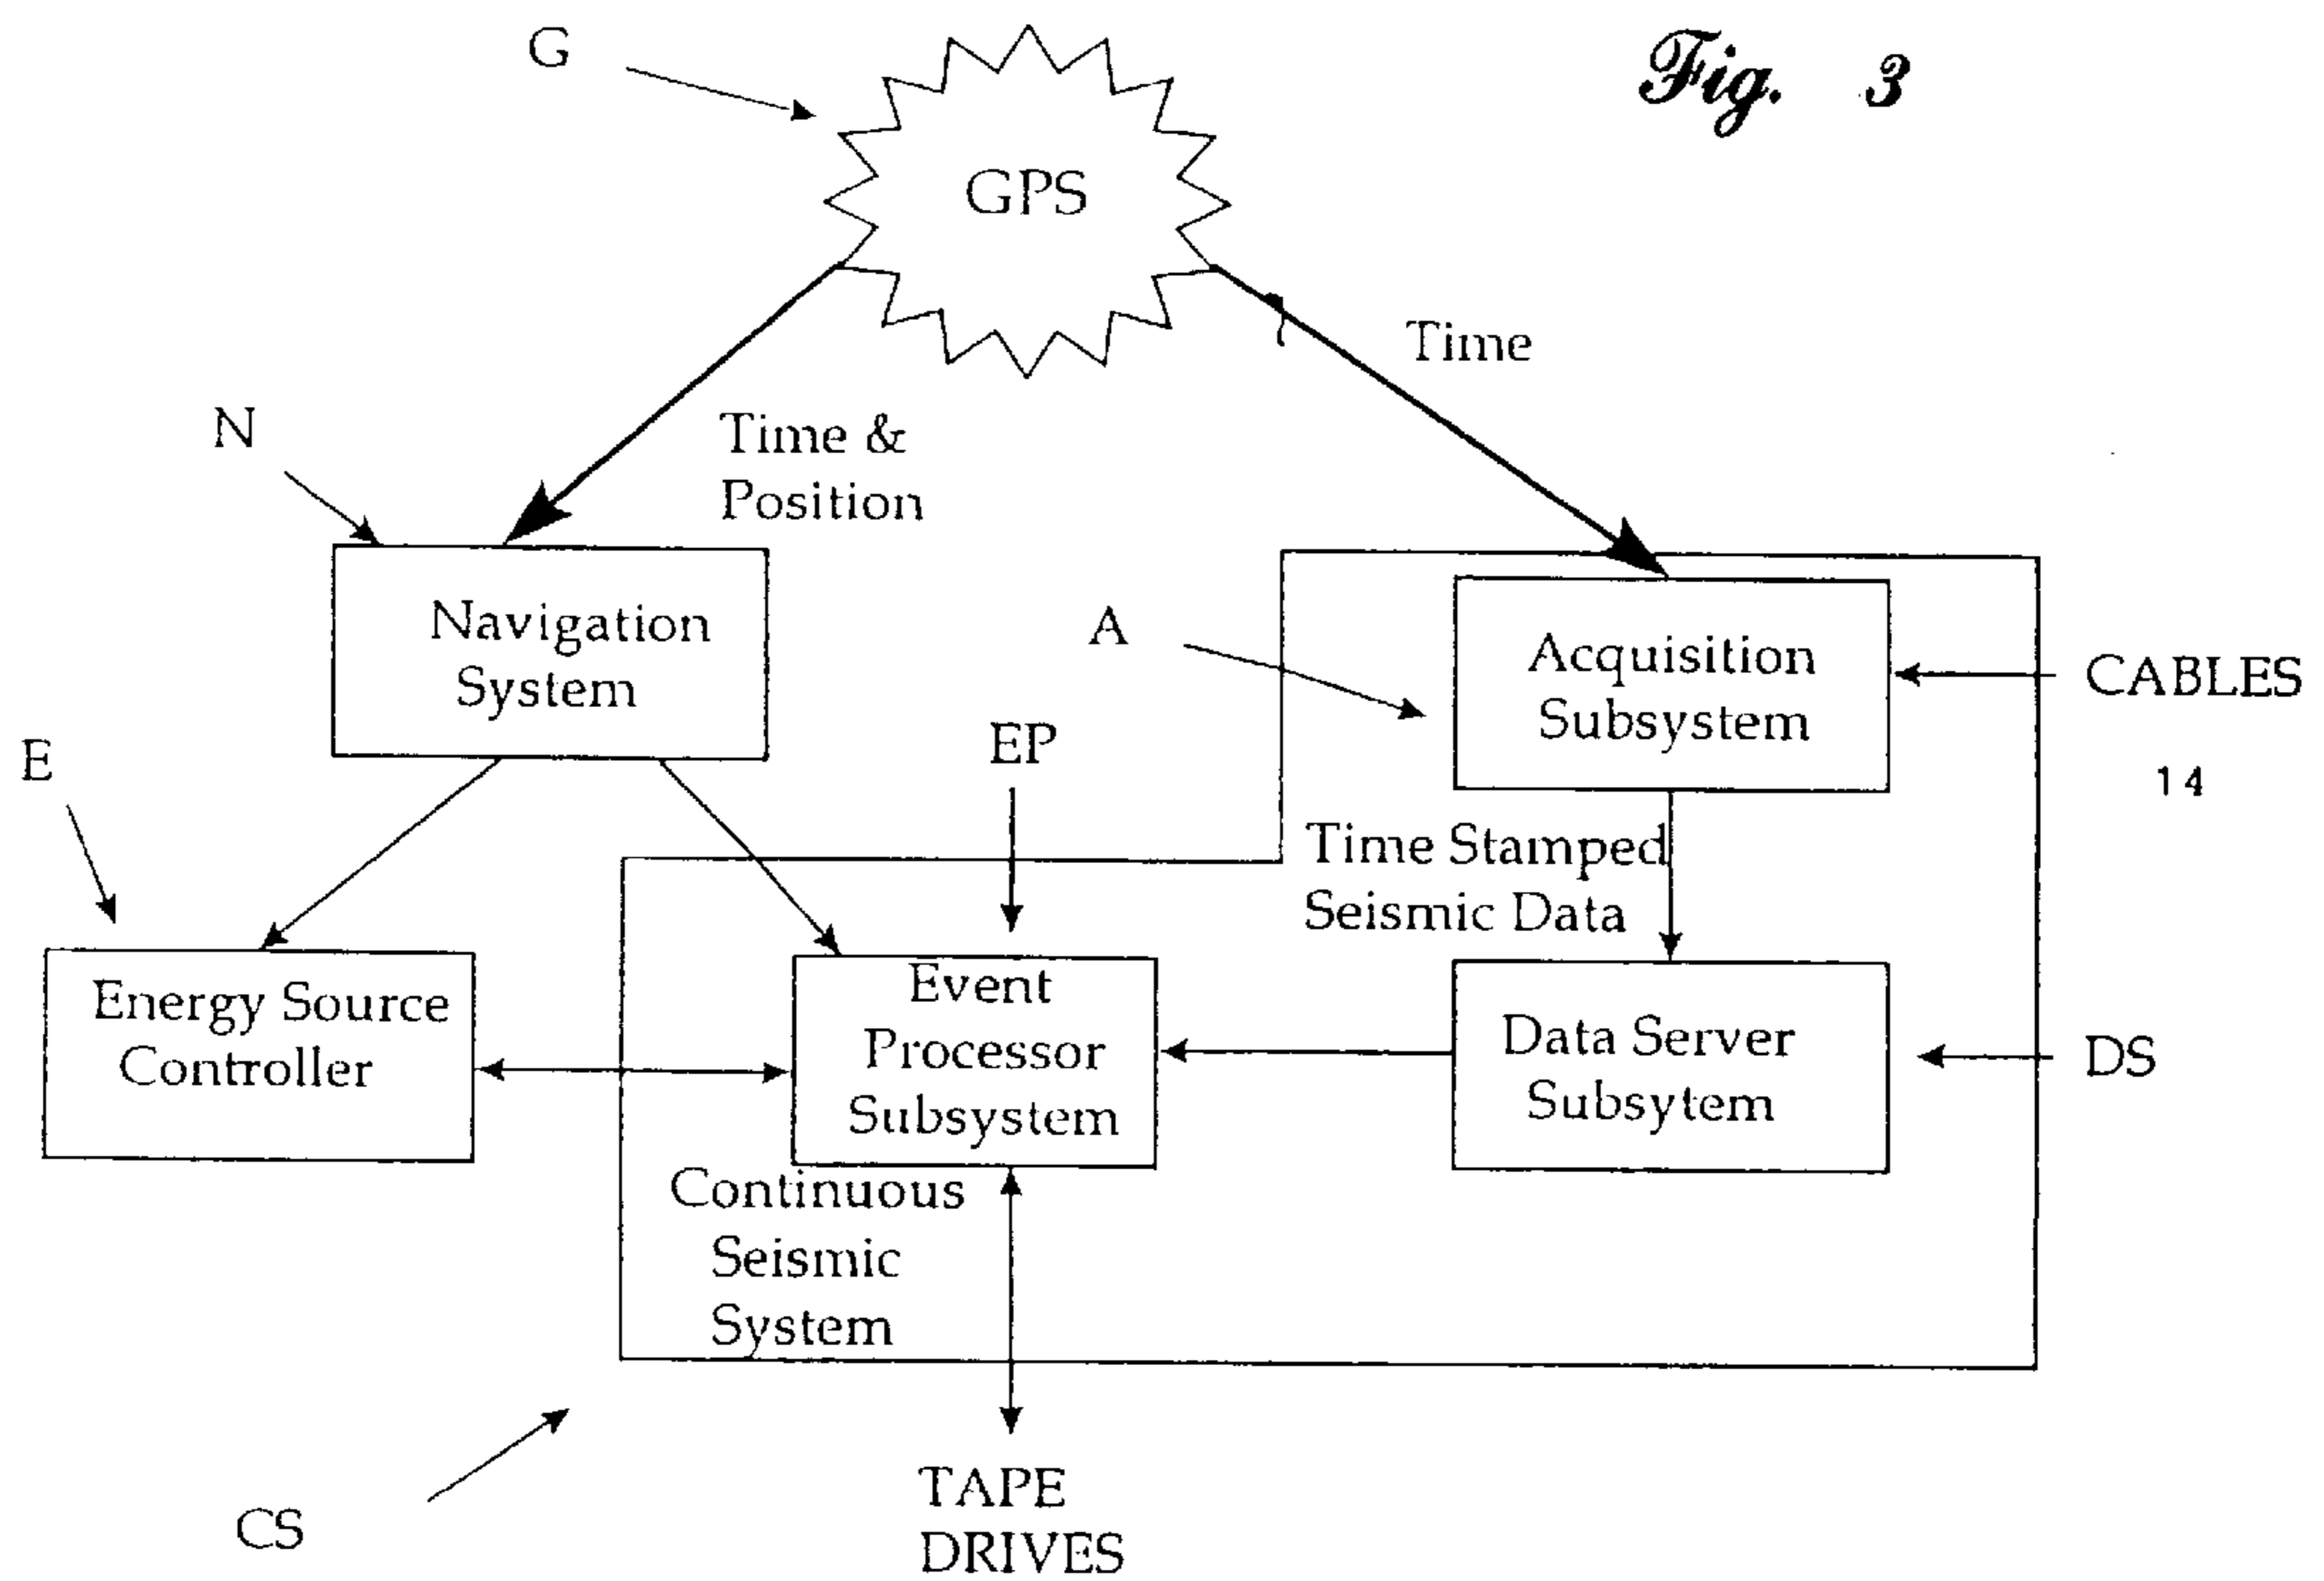 G
Fig. 3
GPS
Time
N
Time &
Position
Navigation
System
A
Acquisition
Subsystem
CABLES
14
E
EP
Time Stamped
Seismic Data
Energy Source
Controller
Event
Processor
Subsystem
Data Server
Subsytem
DS
Continuous
Seismic
System
CS
TAPE
DRIVES